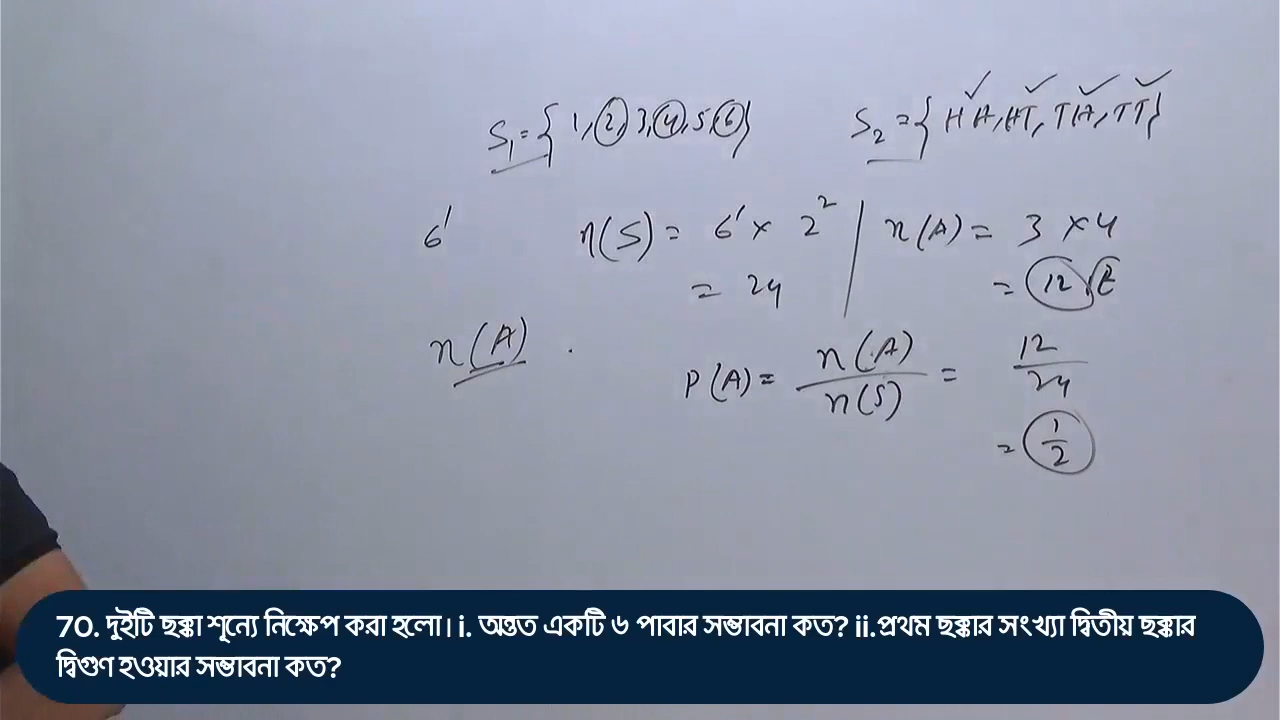 S₁ = { 1, 2, 3, 4, 5, 6 } S₂ = { HH, HT, TH, TT }
6¹ n(S) = 6¹ × 2² | n(A) = 3 × 4
= 24 = 12
n(A) . P(A) = n(A)/n(S) = 12/24
= 1/2
70. দুইটি ছক্কা শূন্যে নিক্ষেপ করা হলো। i. অন্তত একটি ৬ পাবার সম্ভাবনা কত? ii.প্রথম ছক্কার সংখ্যা দ্বিতীয় ছক্কার
দ্বিগুণ হওয়ার সম্ভাবনা কত?